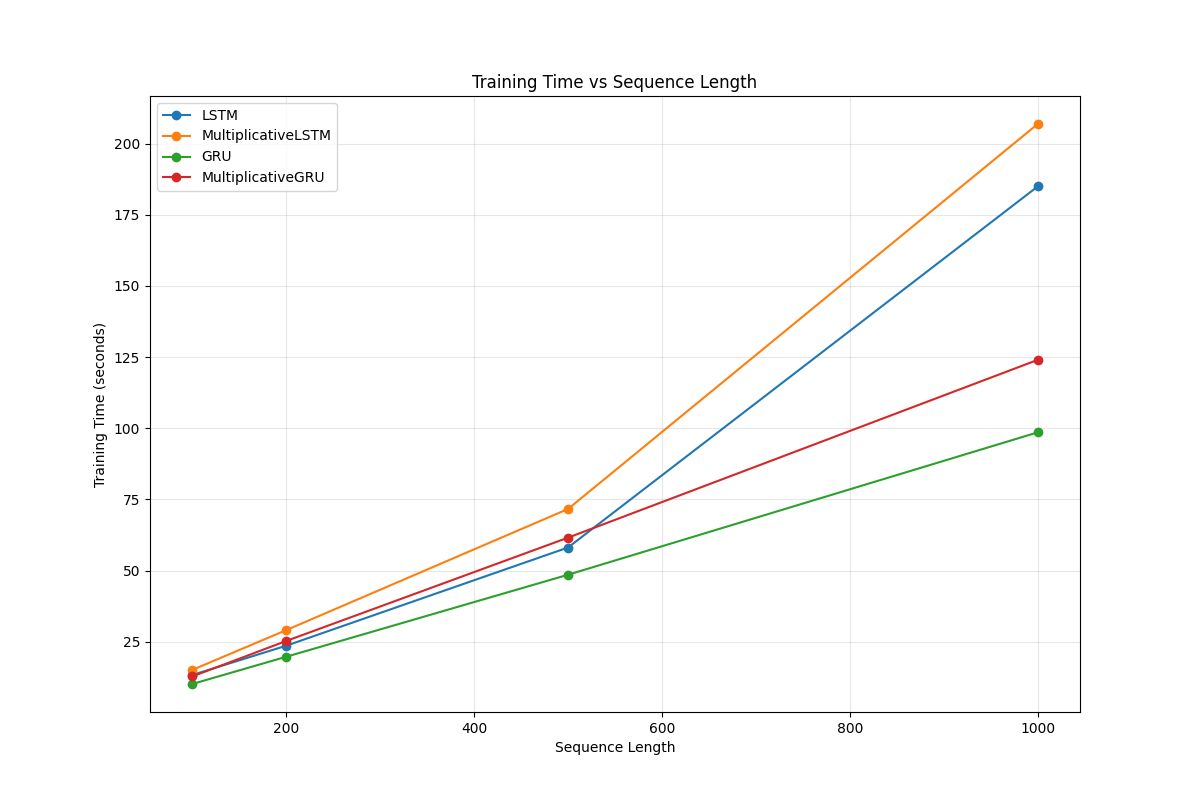 Training Time vs Sequence Length
LSTM
MultiplicativeLSTM
GRU
MultiplicativeGRU
Training Time (seconds)
200
175
150
125
100
75
50
25
200
400
600
800
1000
Sequence Length